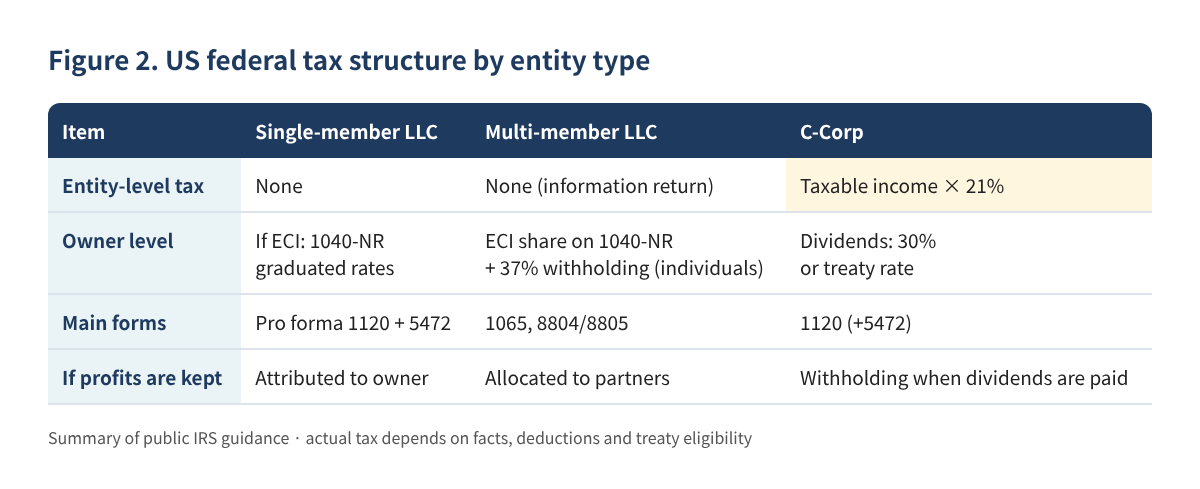 Figure 2. US federal tax structure by entity type
Item Single-member LLC Multi-member LLC C-Corp
Entity-level tax None None (information return) Taxable income × 21%
Owner level If ECI: 1040-NR ECI share on 1040-NR Dividends: 30%
graduated rates + 37% withholding (individuals) or treaty rate
Main forms Pro forma 1120 + 5472 1065, 8804/8805 1120 (+5472)
If profits are kept Attributed to owner Allocated to partners Withholding when dividends are paid
Summary of public IRS guidance · actual tax depends on facts, deductions and treaty eligibility